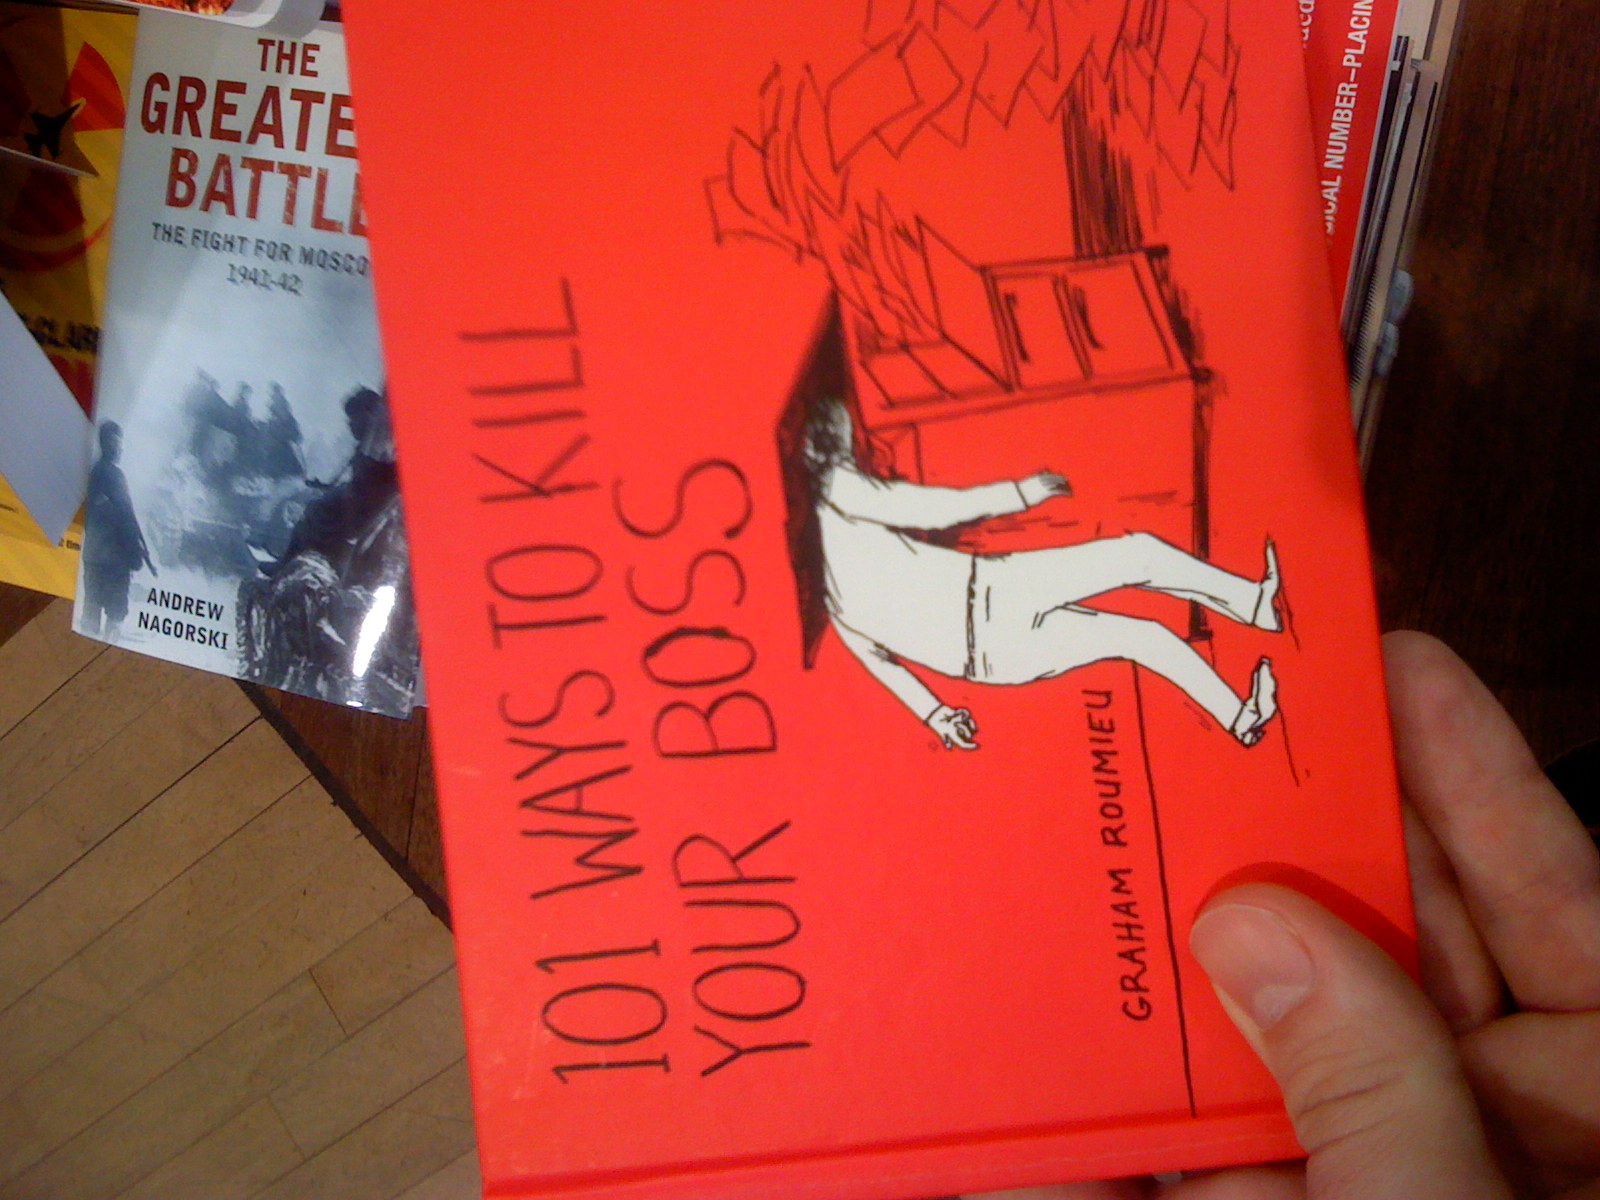 THE
GREATE
BATTLE
THE FIGHT FOR MOSCO
1941-42
ANDREW
NAGORSKI
101 WAYS TO KILL
YOUR BOSS
GRAHAM ROUMIEU
NUMBER-PLACIN